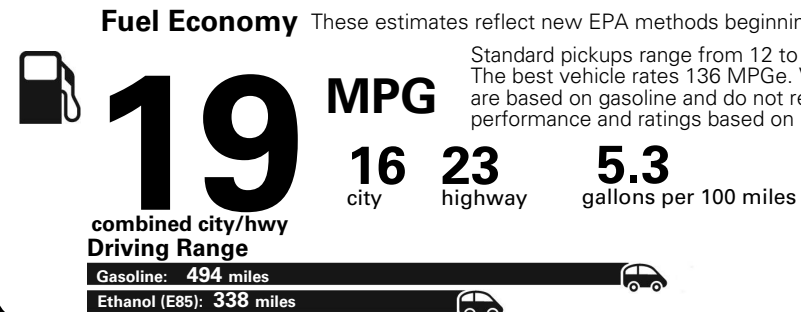 Fuel Economy These estimates reflect new EPA methods beginnin
Standard pickups range from 12 to
The best vehicle rates 136 MPGe. V
are based on gasoline and do not re
performance and ratings based on
19 MPG
16 23 5.3
city highway gallons per 100 miles
combined city/hwy
Driving Range
Gasoline: 494 miles
Ethanol (E85): 338 miles